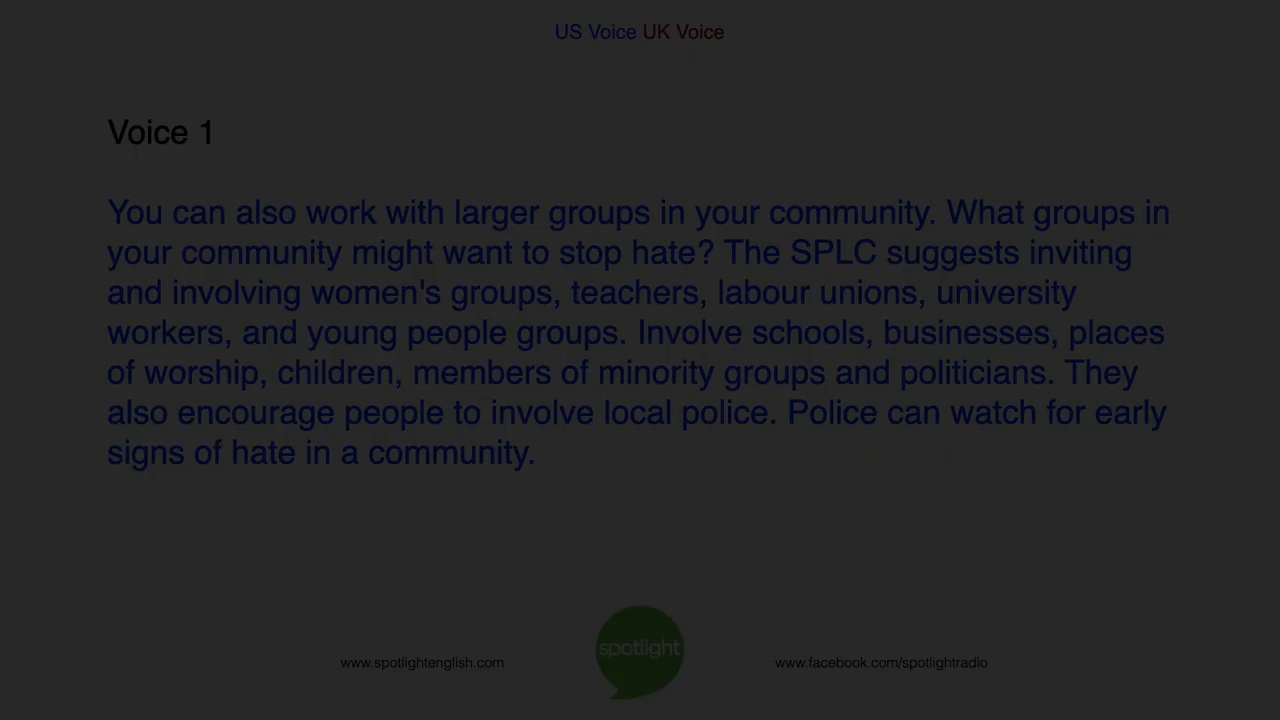 US Voice UK Voice
Voice 1
You can also work with larger groups in your community. What groups in
your community might want to stop hate? The SPLC suggests inviting
and involving women's groups, teachers, labour unions, university
workers, and young people groups. Involve schools, businesses, places
of worship, children, members of minority groups and politicians. They
also encourage people to involve local police. Police can watch for early
signs of hate in a community.
spotlight
www.spotlightenglish.com
www.facebook.com/spotlightradio